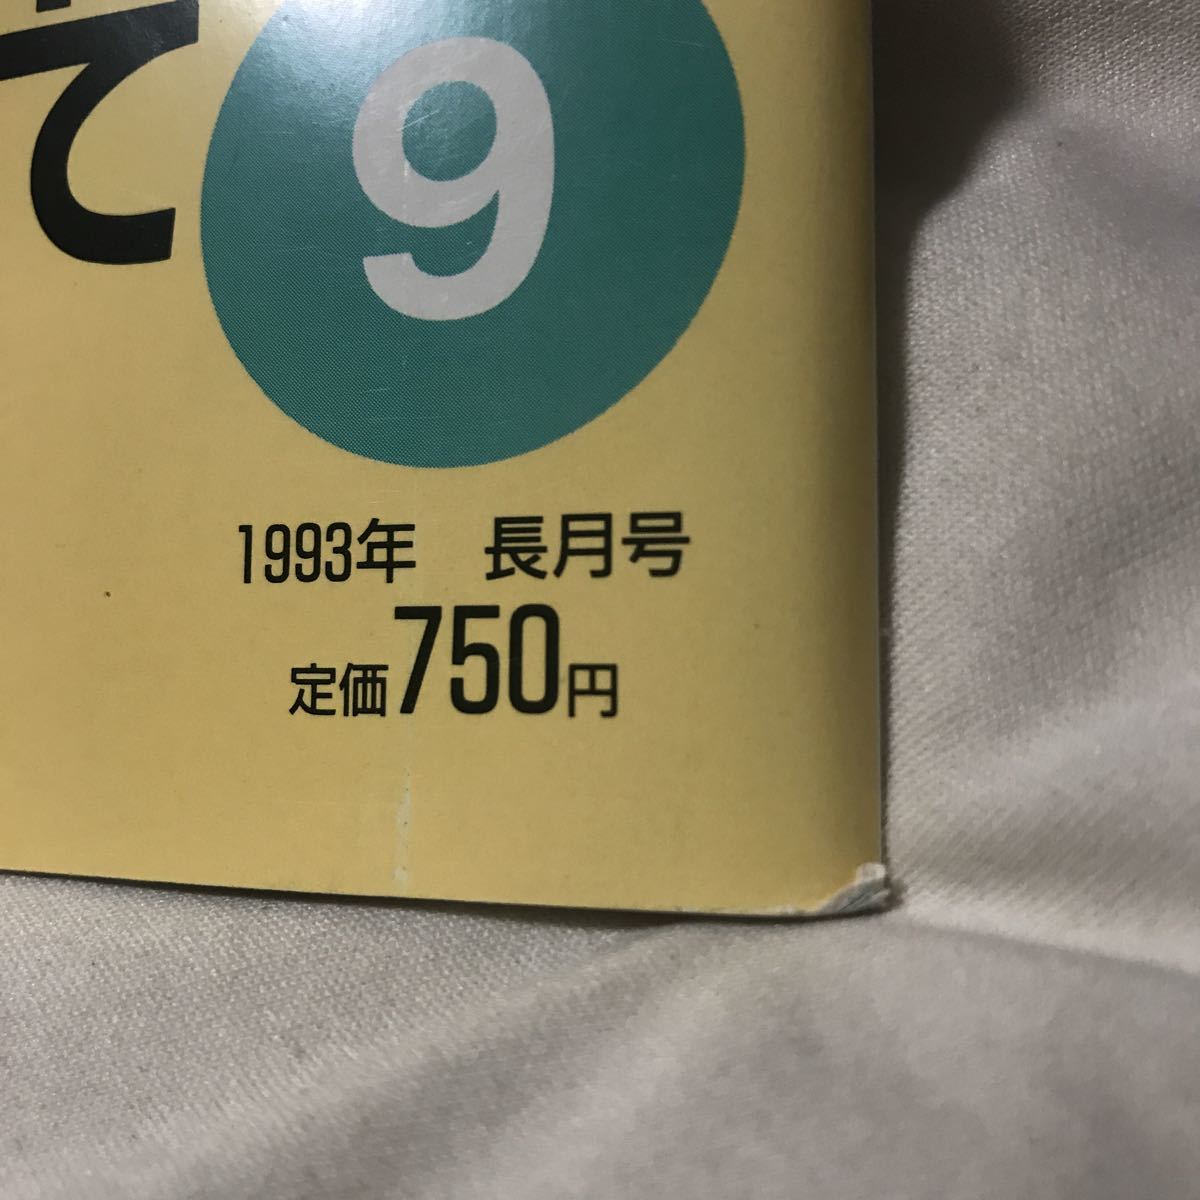 て
9
1993年 長月号
定価750円